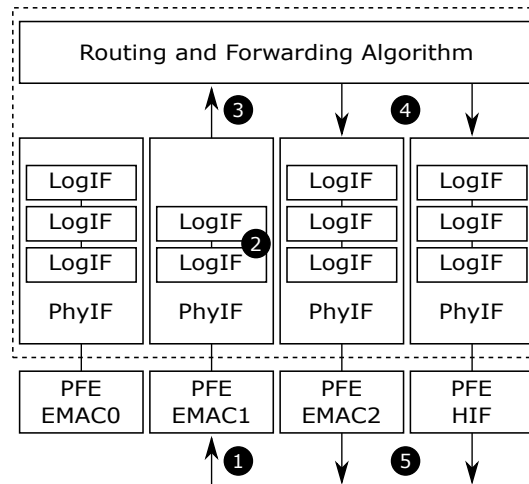 Routing and Forwarding Algorithm
3
4
LogIF
LogIF
LogIF
LogIF
LogIF
LogIF
LogIF
LogIF
2
LogIF
LogIF
LogIF
PhyIF
PhyIF
PhyIF
PhyIF
PFE
EMAC0
PFE
EMAC1
PFE
EMAC2
PFE
HIF
1
5